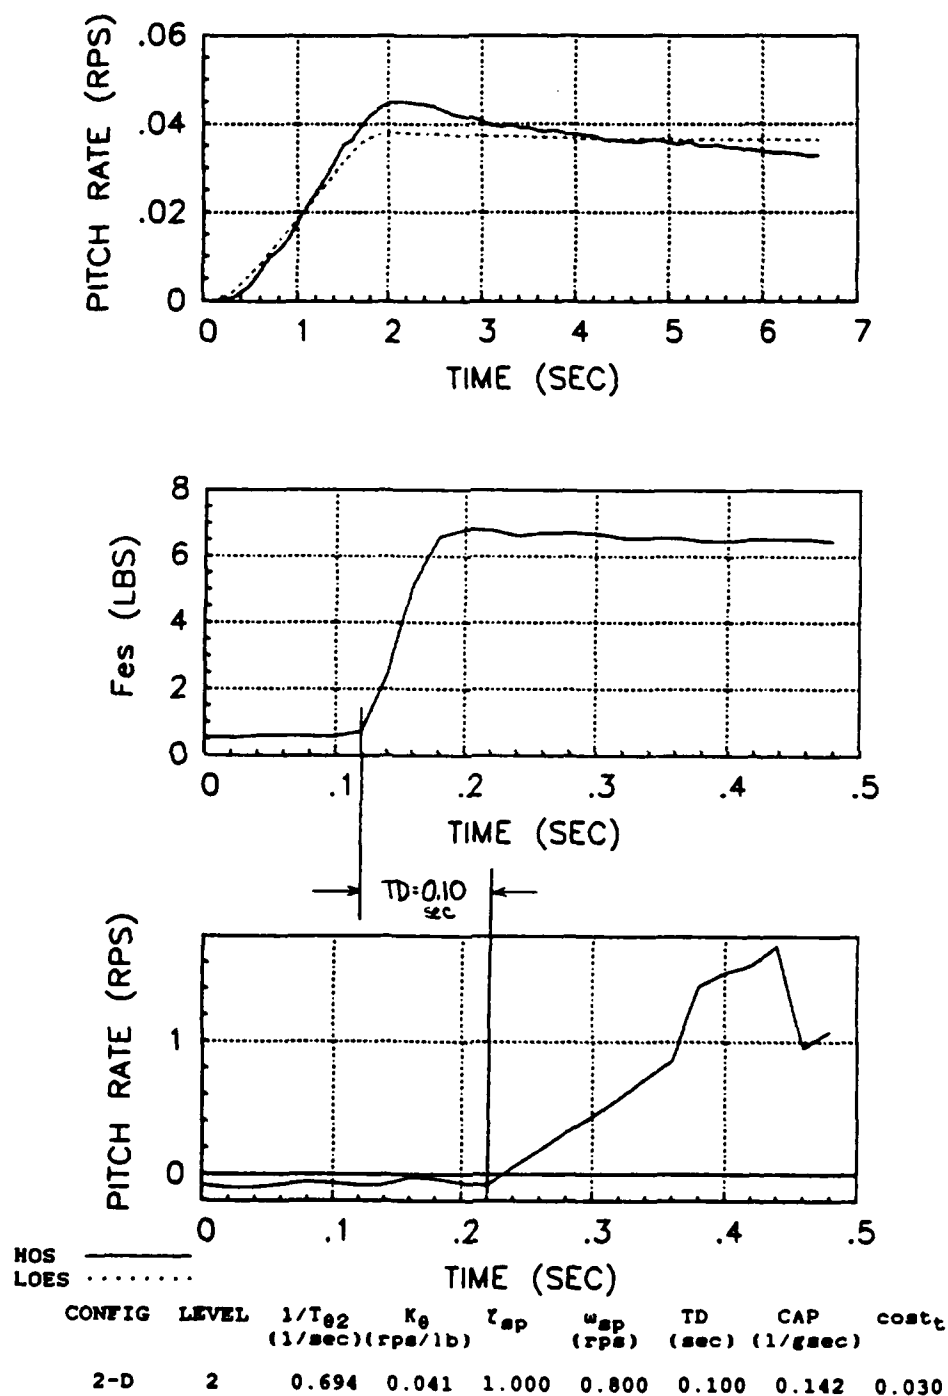 .06
.04
.02
0
PITCH RATE (RPS)
0 1 2 3 4 5 6 7
TIME (SEC)
8
6
4
2
0
Fes (LBS)
0 .1 .2 .3 .4 .5
TIME (SEC)
TD=0.10
sec
1
0
PITCH RATE (RPS)
0 .1 .2 .3 .4 .5
TIME (SEC)
HOS
LOES
CONFIG LEVEL 1/Tθ2 Kθ ζsp ωsp TD CAP costt
(1/sec)(rps/lb) (rps) (sec) (1/gsec)
2-D 2 0.694 0.041 1.000 0.800 0.100 0.142 0.030